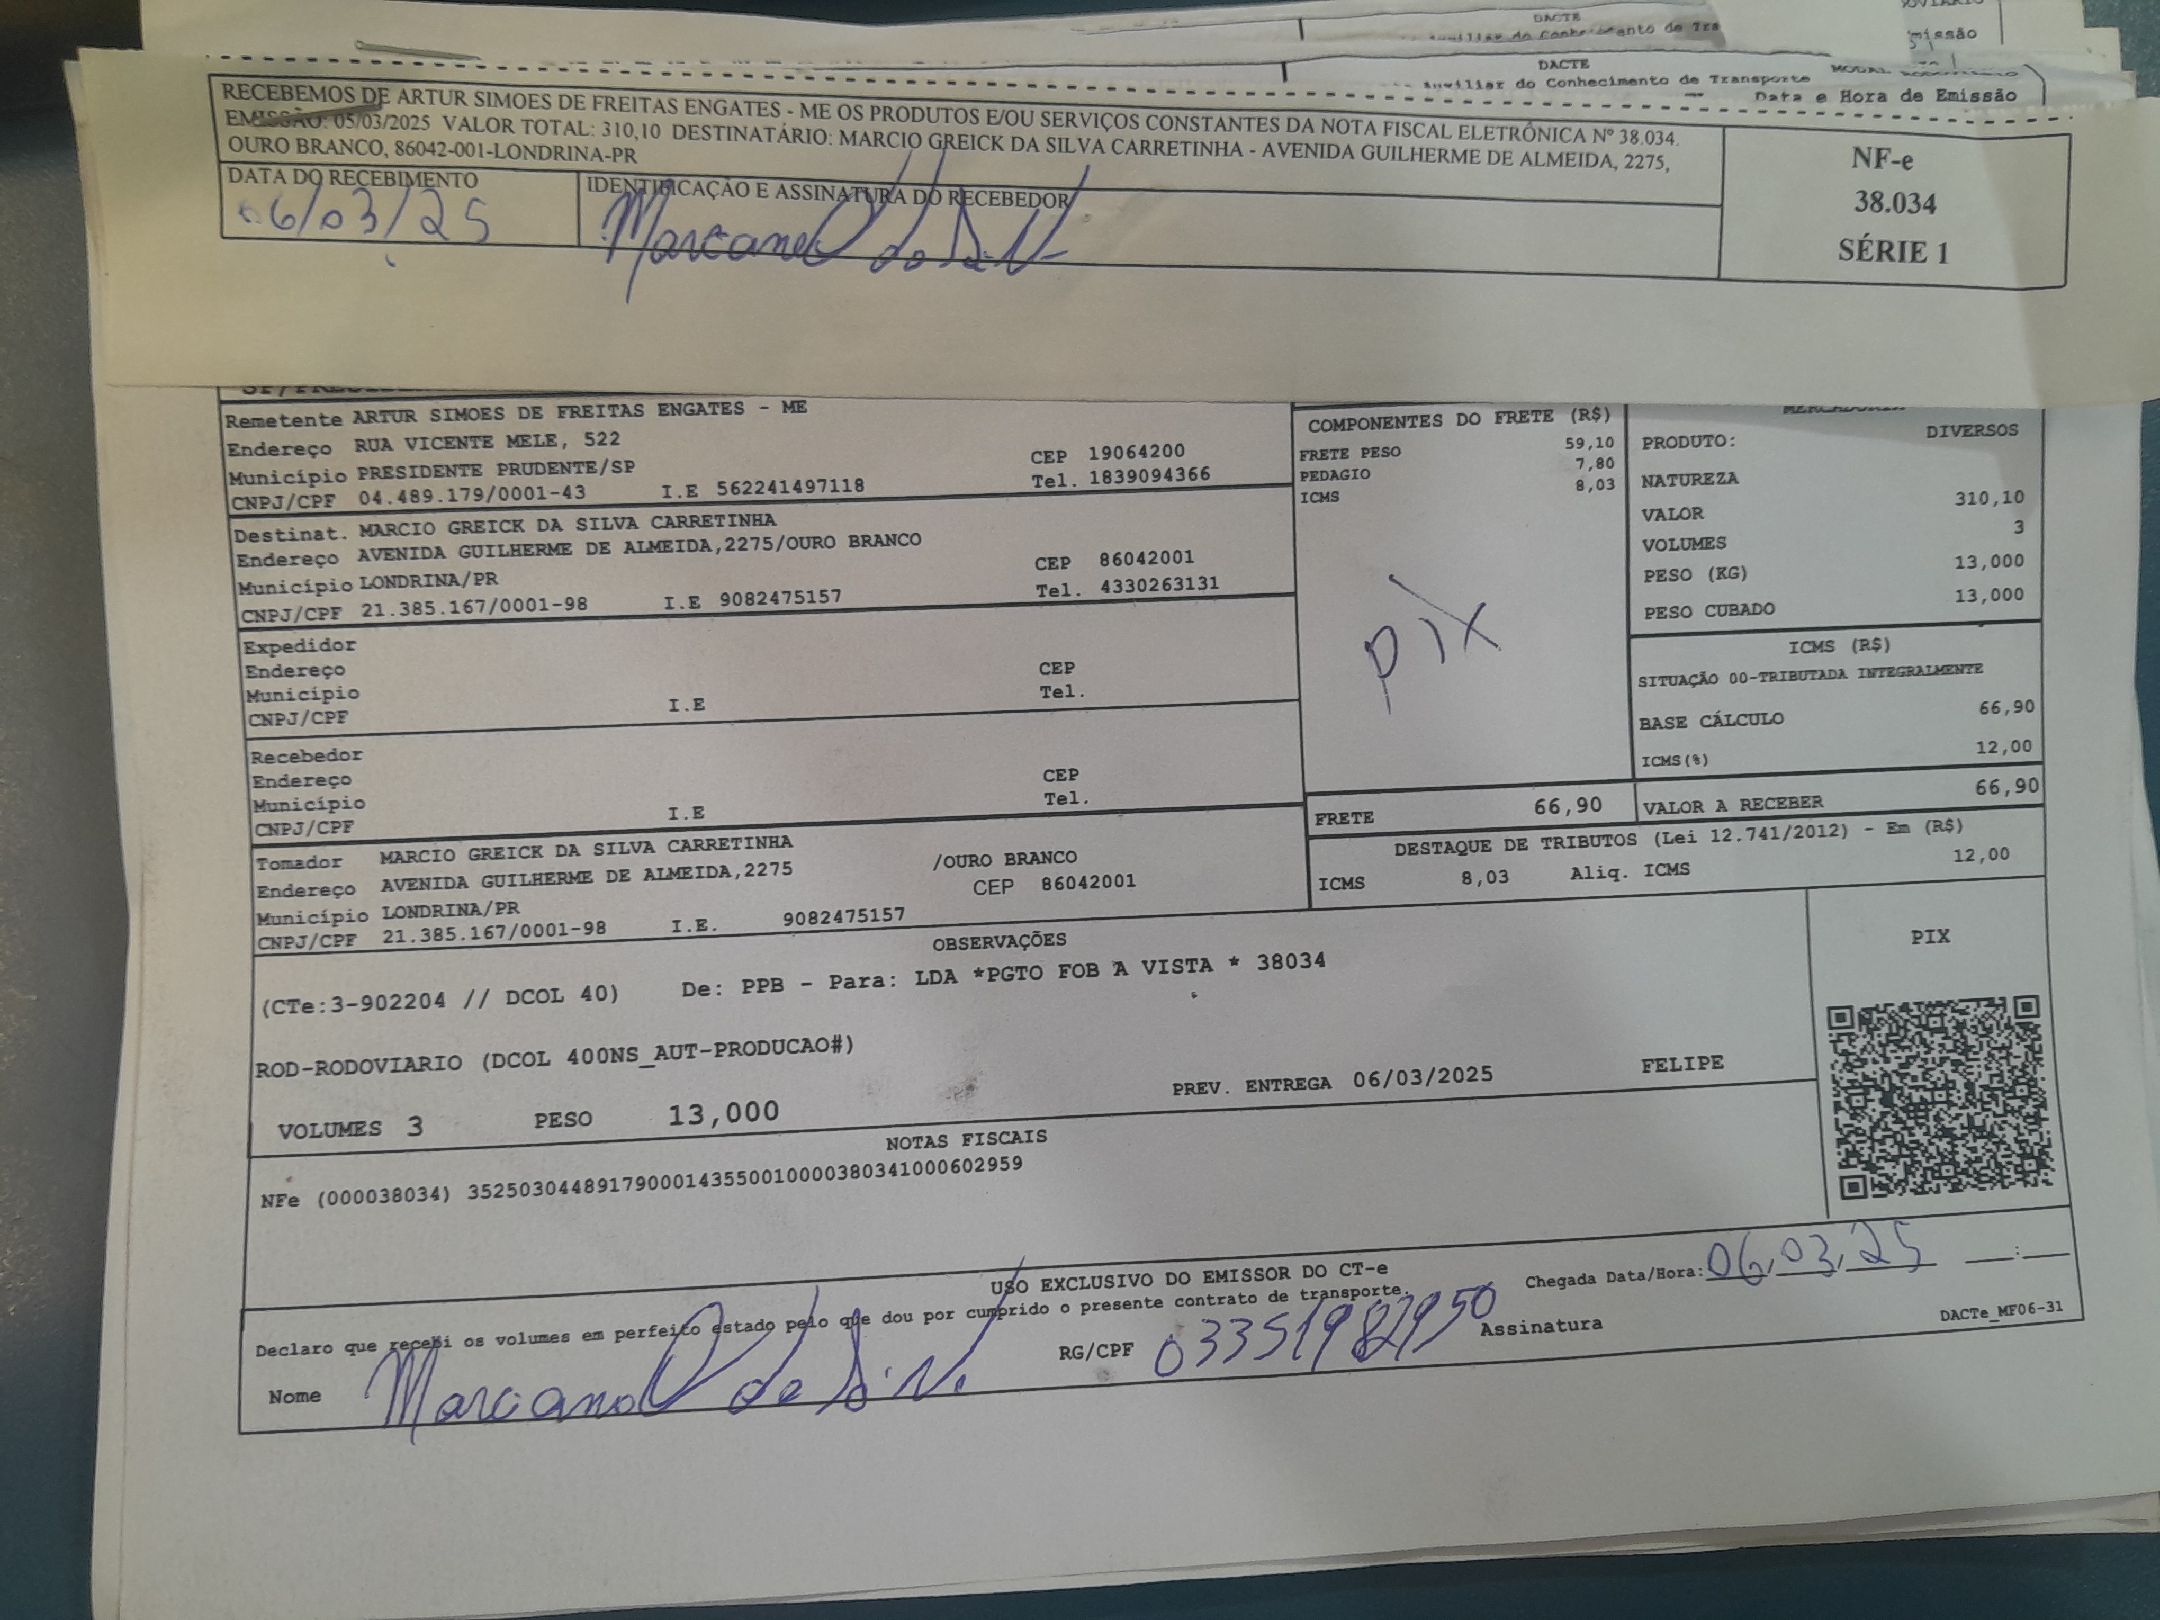 DACTE
missão
DACTE
Auxiliar do Conhecimento de Transporte
Data e Hora de Emissão
RECEBEMOS DE ARTUR SIMOES DE FREITAS ENGATES - ME OS PRODUTOS E/OU SERVIÇOS CONSTANTES DA NOTA FISCAL ELETRÔNICA Nº 38.034.
EMISSÃO: 05/03/2025 VALOR TOTAL: 310,10 DESTINATÁRIO: MARCIO GREICK DA SILVA CARRETINHA - AVENIDA GUILHERME DE ALMEIDA, 2275,
OURO BRANCO, 86042-001-LONDRINA-PR
DATA DO RECEBIMENTO
06/03/25
IDENTIFICAÇÃO E ASSINATURA DO RECEBEDOR
NF-e
38.034
SÉRIE 1
Remetente ARTUR SIMOES DE FREITAS ENGATES - ME
Endereço RUA VICENTE MELE, 522
Município PRESIDENTE PRUDENTE/SP CEP 19064200
CNPJ/CPF 04.489.179/0001-43 I.E 562241497118 Tel. 1839094366
Destinat. MARCIO GREICK DA SILVA CARRETINHA
Endereço AVENIDA GUILHERME DE ALMEIDA,2275/OURO BRANCO
Município LONDRINA/PR CEP 86042001
CNPJ/CPF 21.385.167/0001-98 I.E 9082475157 Tel. 4330263131
Expedidor
Endereço
Município CEP
CNPJ/CPF I.E Tel.
Recebedor
Endereço
Município CEP
CNPJ/CPF I.E Tel.
Tomador MARCIO GREICK DA SILVA CARRETINHA
Endereço AVENIDA GUILHERME DE ALMEIDA,2275 /OURO BRANCO
Município LONDRINA/PR CEP 86042001
CNPJ/CPF 21.385.167/0001-98 I.E. 9082475157
COMPONENTES DO FRETE (R$)
FRETE PESO 59,10
PEDAGIO 7,80
ICMS 8,03
PIX
MERCADORIA
PRODUTO: DIVERSOS
NATUREZA
VALOR 310,10
VOLUMES 3
PESO (KG) 13,000
PESO CUBADO 13,000
ICMS (R$)
SITUAÇÃO 00-TRIBUTADA INTEGRALMENTE
BASE CÁLCULO 66,90
ICMS(%) 12,00
FRETE 66,90 VALOR A RECEBER 66,90
DESTAQUE DE TRIBUTOS (Lei 12.741/2012) - Em (R$)
ICMS 8,03 Aliq. ICMS 12,00
OBSERVAÇÕES
(CTe:3-902204 // DCOL 40) De: PPB - Para: LDA *PGTO FOB A VISTA * 38034
ROD-RODOVIARIO (DCOL 400NS_AUT-PRODUCAO#)
PREV. ENTREGA 06/03/2025 FELIPE
VOLUMES 3 PESO 13,000
PIX
NOTAS FISCAIS
NFe (000038034) 35250304489179000143550010000380341000602959
USO EXCLUSIVO DO EMISSOR DO CT-e
Declaro que recebi os volumes em perfeito estado pelo que dou por cumprido o presente contrato de transporte.
Chegada Data/Hora: 06/03/25 __:__
Nome
RG/CPF
Assinatura
DACTe_MF06-31